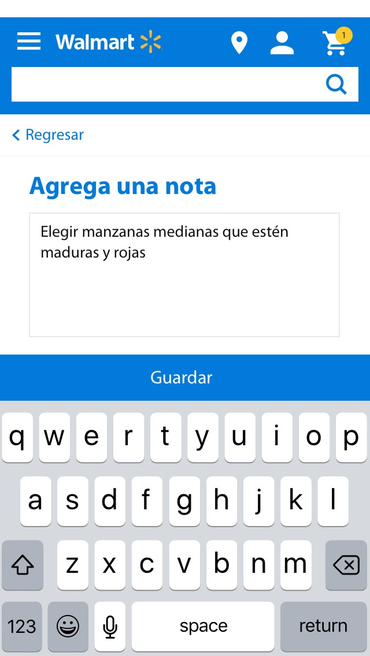 Walmart
1
Regresar
Agrega una nota
Elegir manzanas medianas que estén
maduras y rojas
Guardar
q w e r t y u i o p
a s d f g h j k l
z x c v b n m
123 space return